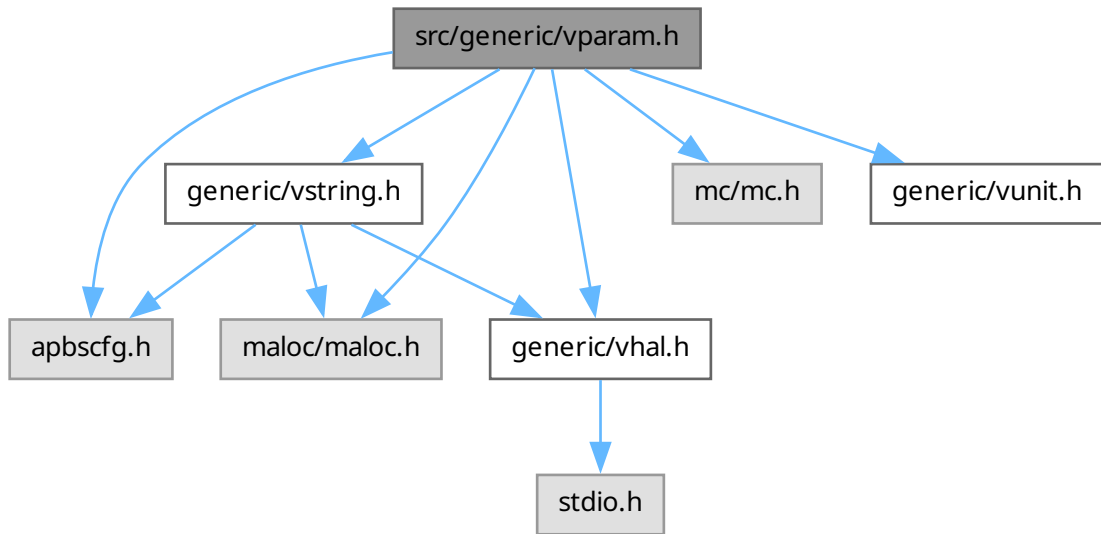 src/generic/vparam.h
generic/vstring.h
mc/mc.h
generic/vunit.h
apbscfg.h
maloc/maloc.h
generic/vhal.h
stdio.h